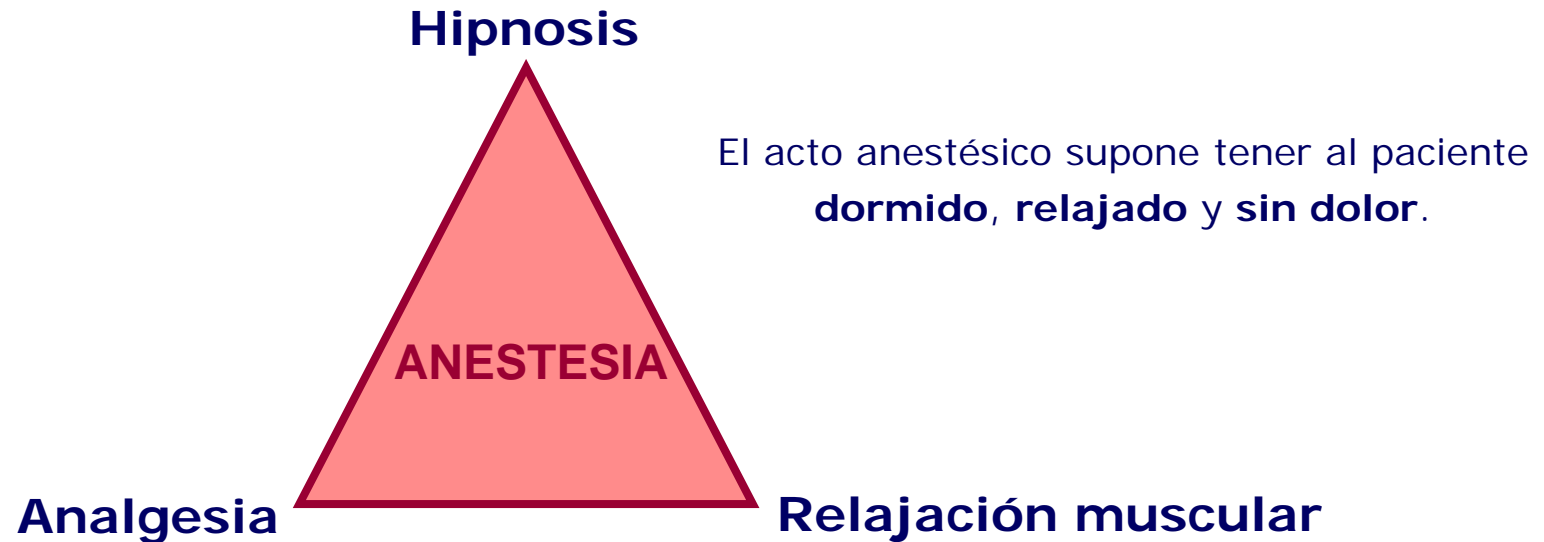 Hipnosis
El acto anestésico supone tener al paciente
dormido, relajado y sin dolor.
ANESTESIA
Analgesia
Relajación muscular